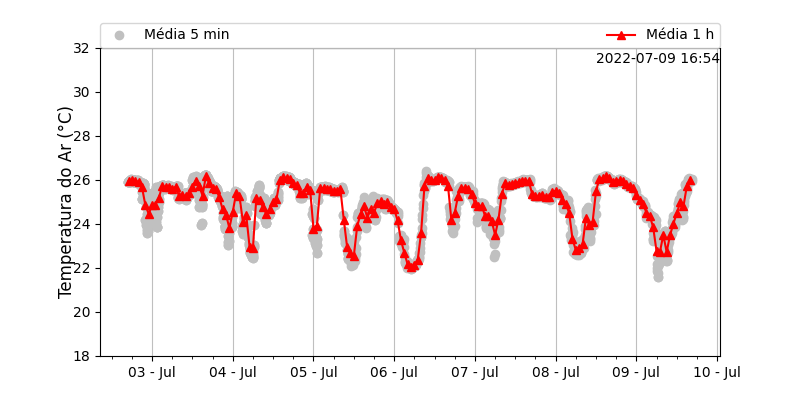 Média 5 min
Média 1 h
2022-07-09 16:54
Temperatura do Ar (°C)
32
30
28
26
24
22
20
18
03 - Jul
04 - Jul
05 - Jul
06 - Jul
07 - Jul
08 - Jul
09 - Jul
10 - Jul